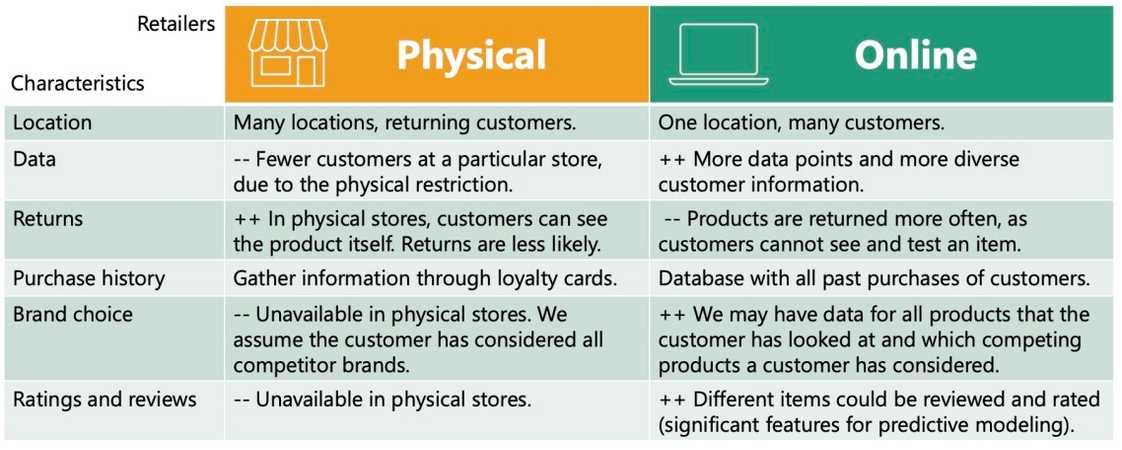 Retailers
Characteristics
Physical
Online
Location
Many locations, returning customers.
One location, many customers.
Data
-- Fewer customers at a particular store,
due to the physical restriction.
++ More data points and more diverse
customer information.
Returns
++ In physical stores, customers can see
the product itself. Returns are less likely.
-- Products are returned more often, as
customers cannot see and test an item.
Purchase history
Gather information through loyalty cards.
Database with all past purchases of customers.
Brand choice
-- Unavailable in physical stores. We
assume the customer has considered all
competitor brands.
++ We may have data for all products that the
customer has looked at and which competing
products a customer has considered.
Ratings and reviews
-- Unavailable in physical stores.
++ Different items could be reviewed and rated
(significant features for predictive modeling).